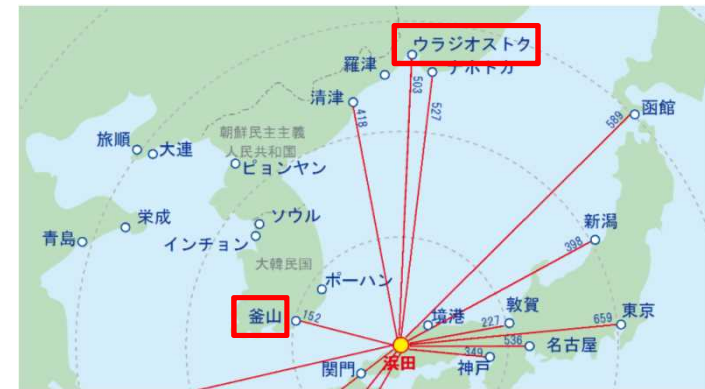 ウラジオストク
羅津
ナホトカ
清津
503
527
418
589
函館
旅順
大連
朝鮮民主主義
人民共和国
ピョンヤン
栄成
ソウル
新潟
青島
インチョン
398
大韓民国
ポーハン
釜山
152
境港
敦賀
227
659
東京
536
名古屋
349
神戸
関門
浜田